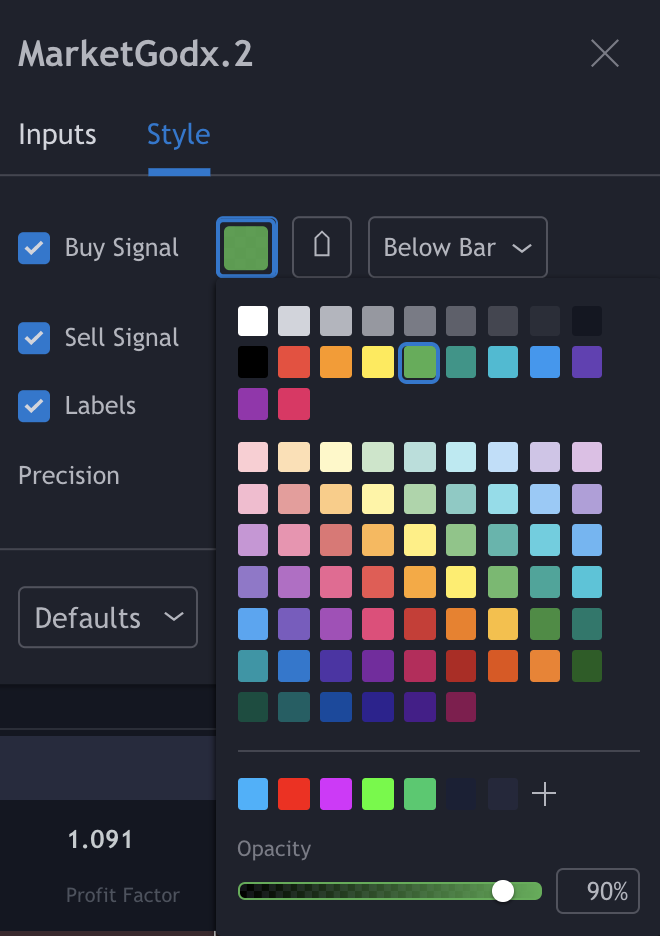 MarketGodx.2
Inputs Style
Buy Signal Below Bar
Sell Signal
Labels
Precision
Defaults
1.091
Profit Factor
Opacity
90%